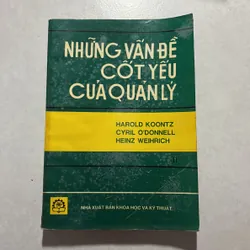 NHỮNG VẤN ĐỀ
CỐT YẾU
CỦA QUẢN LÝ
HAROLD KOONTZ
CYRIL O'DONNELL
HEINZ WEIHRICH
NHÀ XUẤT BẢN KHOA HỌC VÀ KỸ THUẬT